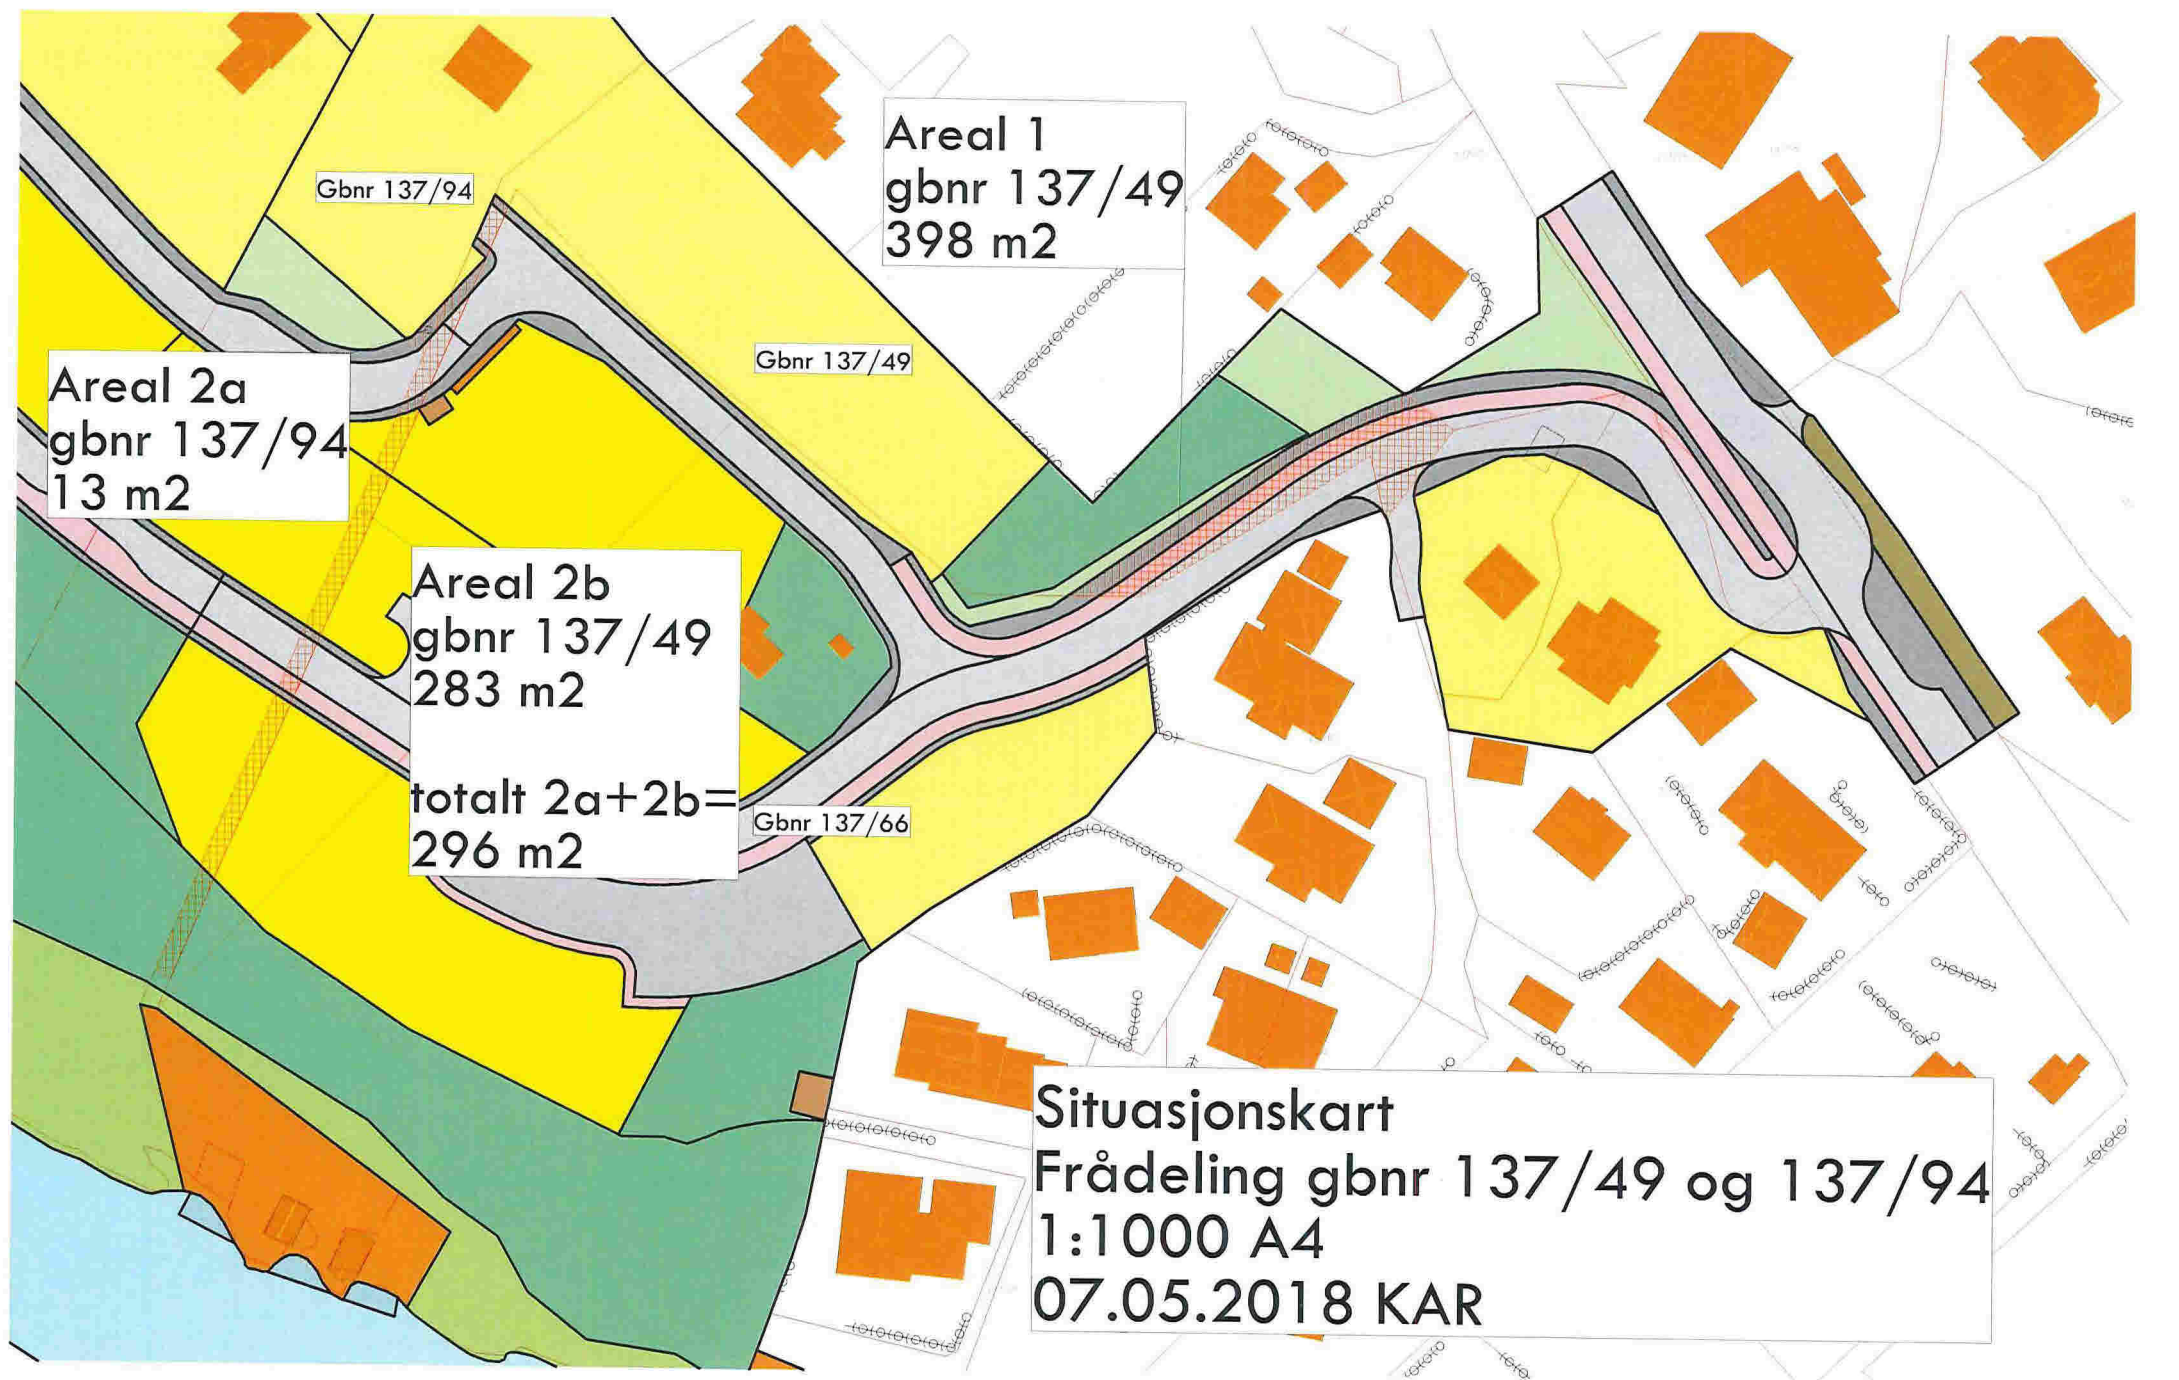 Areal 1
gbnr 137/49
398 m2
Gbnr 137/94
Gbnr 137/49
Areal 2a
gbnr 137/94
13 m2
Areal 2b
gbnr 137/49
283 m2
totalt 2a+2b=
296 m2
Gbnr 137/66
Situasjonskart
Frådeling gbnr 137/49 og 137/94
1:1000 A4
07.05.2018 KAR